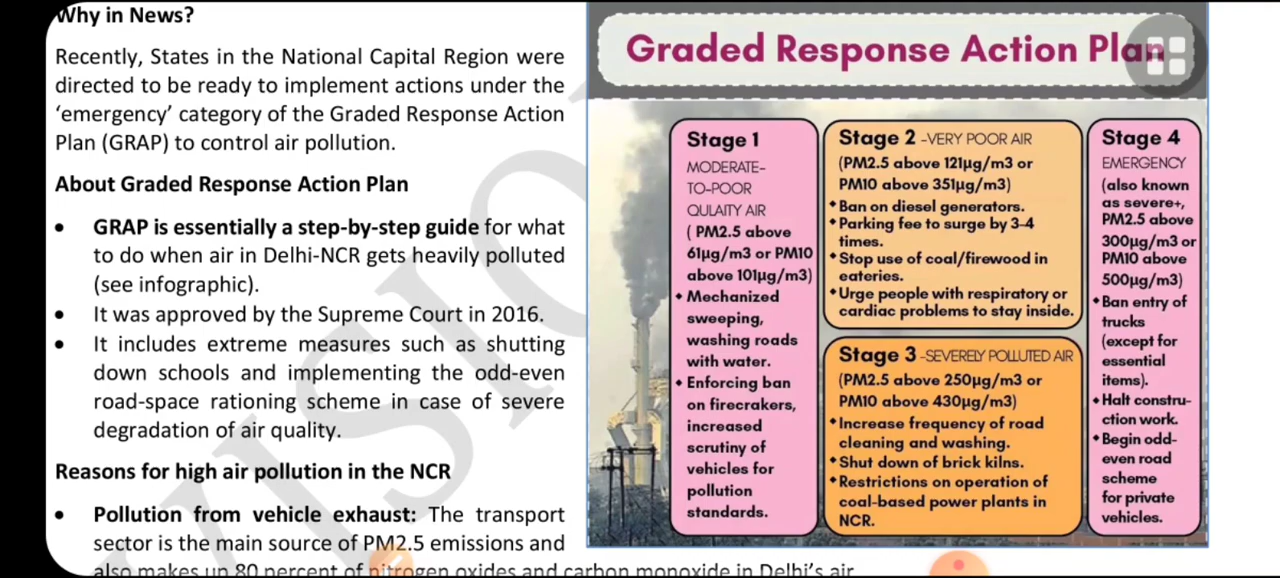 Why in News?
Recently, States in the National Capital Region were
directed to be ready to implement actions under the
‘emergency’ category of the Graded Response Action
Plan (GRAP) to control air pollution.
About Graded Response Action Plan
• GRAP is essentially a step-by-step guide for what
to do when air in Delhi-NCR gets heavily polluted
(see infographic).
• It was approved by the Supreme Court in 2016.
• It includes extreme measures such as shutting
down schools and implementing the odd-even
road-space rationing scheme in case of severe
degradation of air quality.
Reasons for high air pollution in the NCR
• Pollution from vehicle exhaust: The transport
sector is the main source of PM2.5 emissions and
also makes up 80 percent of nitrogen oxides and carbon monoxide in Delhi’s air
Graded Response Action Plan
Stage 1
MODERATE-
TO-POOR
QULAITY AIR
( PM2.5 above
61µg/m3 or PM10
above 101µg/m3)
• Mechanized
sweeping,
washing roads
with water.
• Enforcing ban
on firecrakers,
increased
scrutiny of
vehicles for
pollution
standards.
Stage 2 -VERY POOR AIR
(PM2.5 above 121µg/m3 or
PM10 above 351µg/m3)
• Ban on diesel generators.
• Parking fee to surge by 3-4
times.
• Stop use of coal/firewood in
eateries.
• Urge people with respiratory or
cardiac problems to stay inside.
Stage 3 -SEVERELY POLLUTED AIR
(PM2.5 above 250µg/m3 or
PM10 above 430µg/m3)
• Increase frequency of road
cleaning and washing.
• Shut down of brick kilns.
• Restrictions on operation of
coal-based power plants in
NCR.
Stage 4
EMERGENCY
(also known
as severe+,
PM2.5 above
300µg/m3 or
PM10 above
500µg/m3)
• Ban entry of
trucks
(except for
essential
items).
• Halt constru-
ction work.
• Begin odd-
even road
scheme
for private
vehicles.